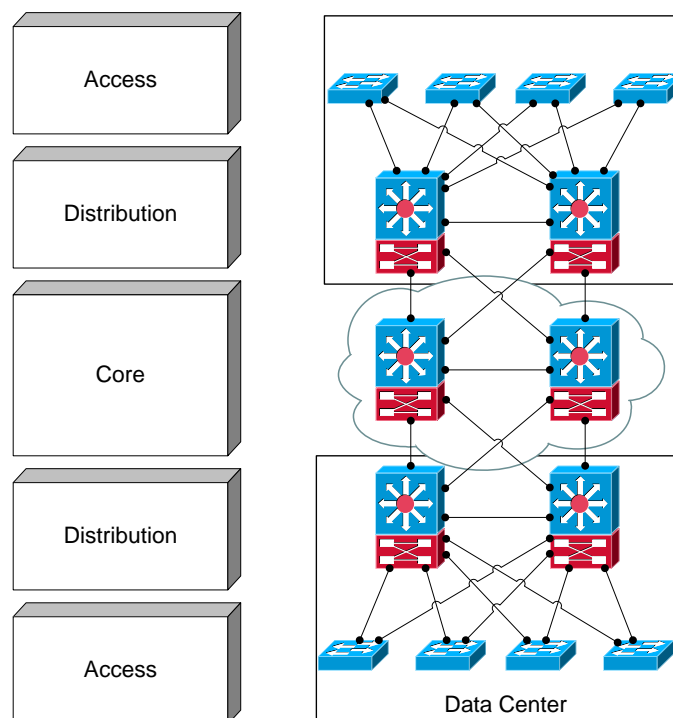 Access
Distribution
Core
Distribution
Access
Data Center